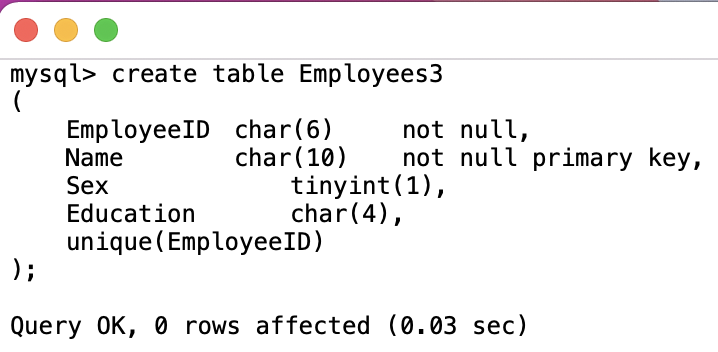 mysql> create table Employees3
(
    EmployeeID  char(6)     not null,
    Name        char(10)    not null primary key,
    Sex             tinyint(1),
    Education       char(4),
    unique(EmployeeID)
);
Query OK, 0 rows affected (0.03 sec)